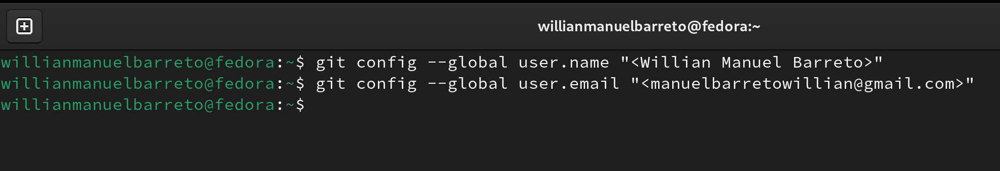 willianmanuelbarreto@fedora:~
willianmanuelbarreto@fedora:~$ git config --global user.name "<Willian Manuel Barreto>"
willianmanuelbarreto@fedora:~$ git config --global user.email "<manuelbarretowillian@gmail.com>"
willianmanuelbarreto@fedora:~$